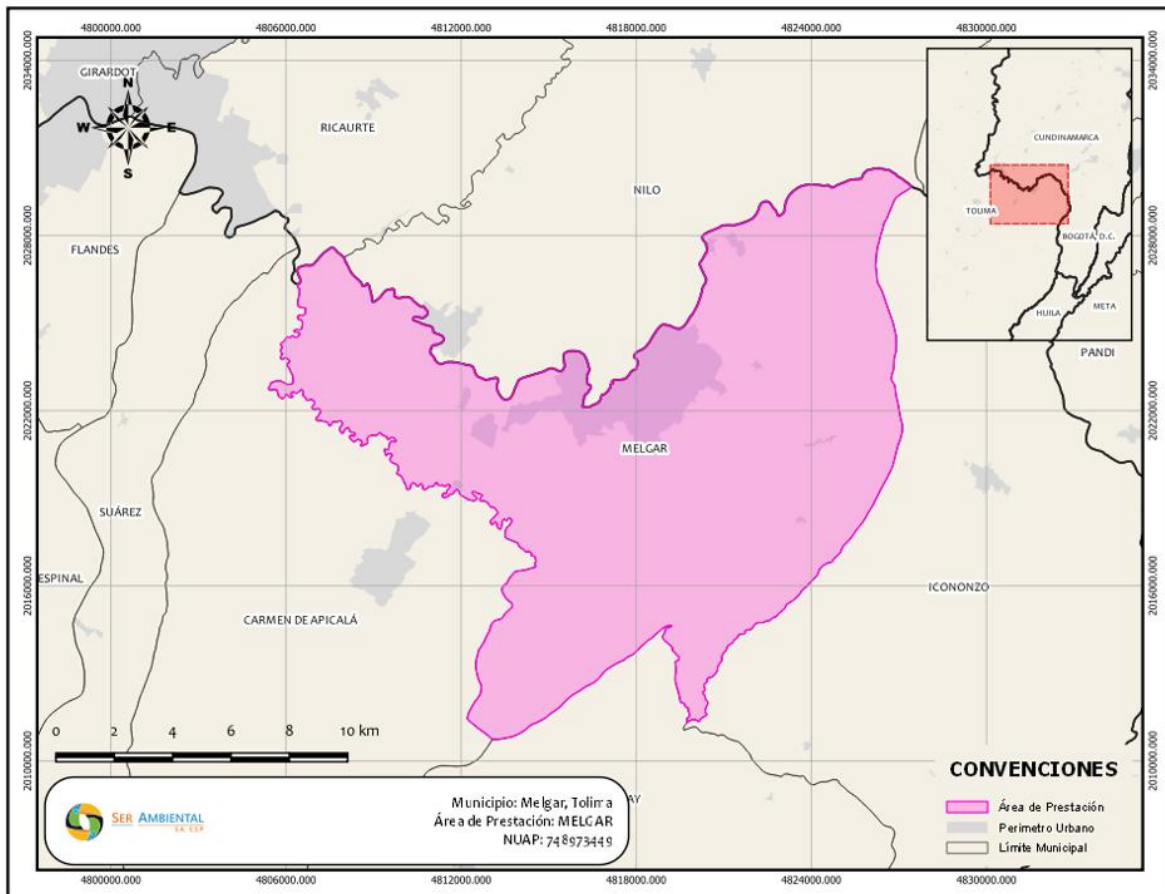 4800000.000
4806000.000
4812000.000
4818000.000
4824000.000
4830000.000
2034000.000
2034000.000
GIRARDOT
N
W
E
S
RICAURTE
NILO
CUNDINAMARCA
TOLIMA
BOGOTÁ, D.C.
META
HUILA
2028000.000
2028000.000
FLANDES
PANDI
2022000.000
2022000.000
MELGAR
SUÁREZ
ESPINAL
2016000.000
2016000.000
ICONONZO
CARMEN DE APICALÁ
0 2 4 6 8 10 km
2010000.000
2010000.000
CONVENCIONES
Área de Prestación
Perimetro Urbano
Límite Municipal
SER AMBIENTAL
S.A. E.S.P
Municipio: Melgar, Tolima
Área de Prestación: MELGAR
NUAP: 748973449
AY
4800000.000
4806000.000
4812000.000
4818000.000
4824000.000
4830000.000